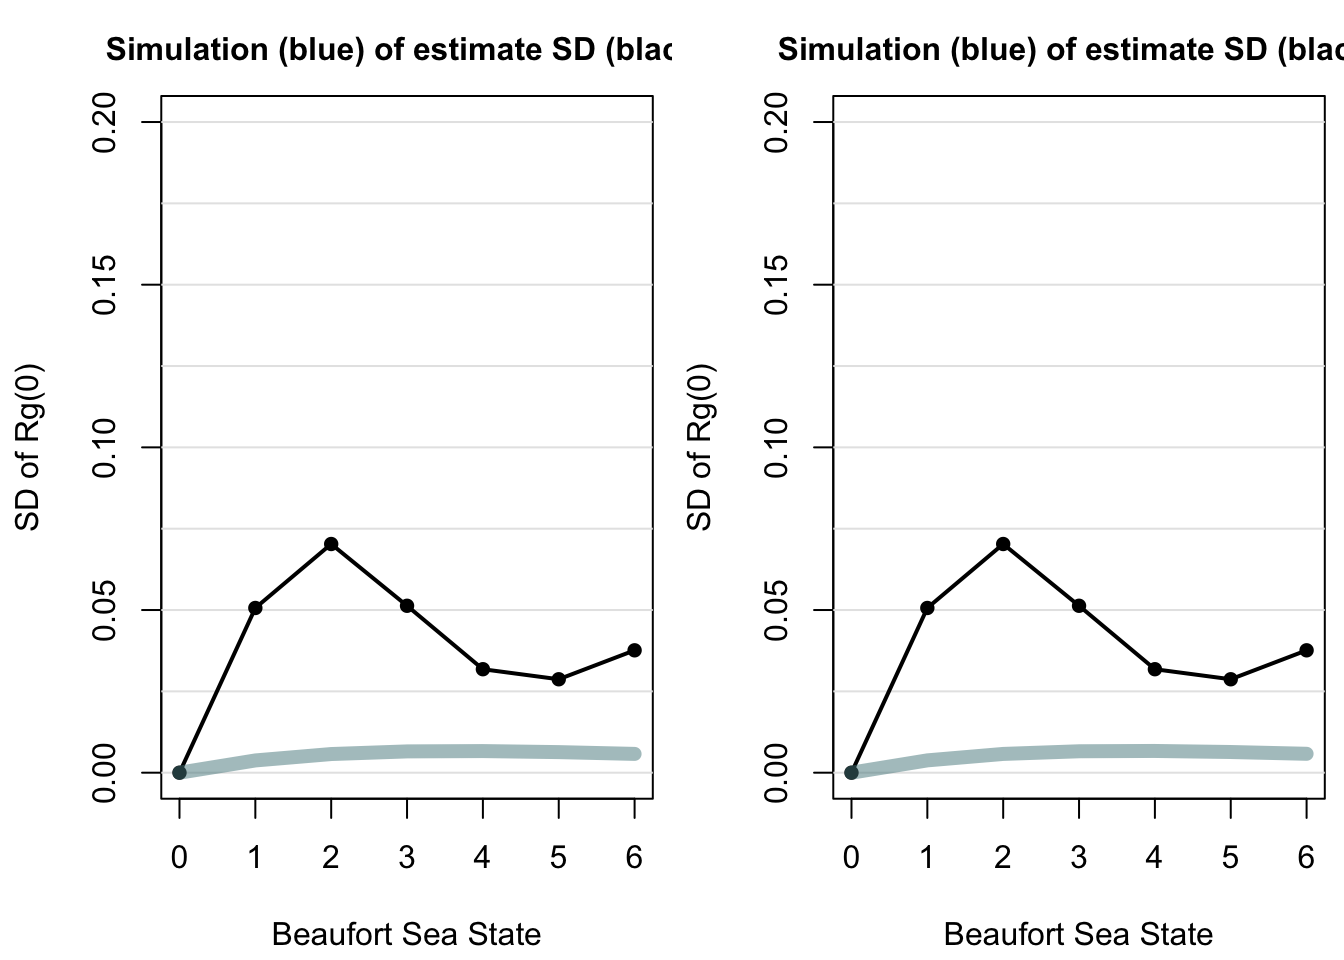 Simulation (blue) of estimate SD (blac
SD of Rg(0)
0.20
0.15
0.10
0.05
0.00
0 1 2 3 4 5 6
Beaufort Sea State
Simulation (blue) of estimate SD (blac
SD of Rg(0)
0.20
0.15
0.10
0.05
0.00
0 1 2 3 4 5 6
Beaufort Sea State